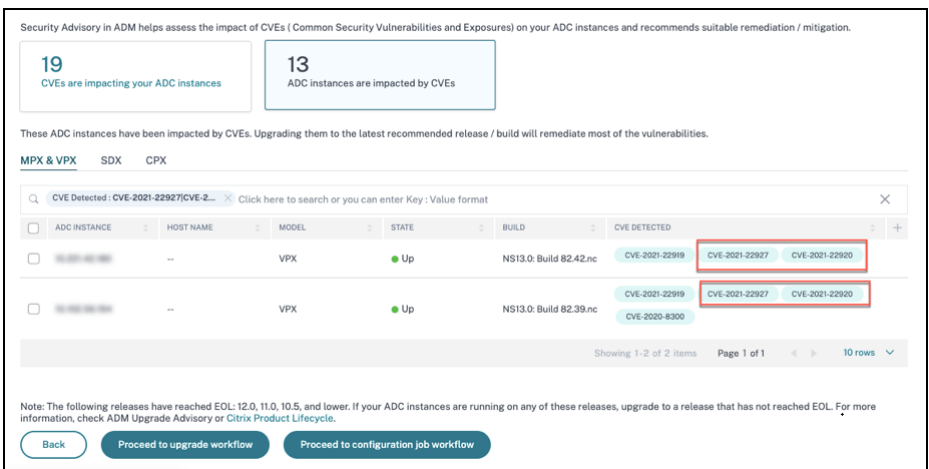 Security Advisory in ADM helps assess the impact of CVEs ( Common Security Vulnerabilities and Exposures) on your ADC instances and recommends suitable remediation / mitigation.
19
CVEs are impacting your ADC instances
13
ADC instances are impacted by CVEs
These ADC instances have been impacted by CVEs. Upgrading them to the latest recommended release / build will remediate most of the vulnerabilities.
MPX & VPX SDX CPX
CVE Detected : CVE-2021-22927|CVE-2... Click here to search or you can enter Key : Value format
ADC INSTANCE HOST NAME MODEL STATE BUILD CVE DETECTED
-- VPX Up NS13.0: Build 82.42.nc CVE-2021-22919 CVE-2021-22927 CVE-2021-22920
-- VPX Up NS13.0: Build 82.39.nc CVE-2021-22919 CVE-2021-22927 CVE-2021-22920
CVE-2020-8300
Showing 1-2 of 2 items Page 1 of 1 10 rows
Note: The following releases have reached EOL: 12.0, 11.0, 10.5, and lower. If your ADC instances are running on any of these releases, upgrade to a release that has not reached EOL. For more
information, check ADM Upgrade Advisory or Citrix Product Lifecycle.
Back Proceed to upgrade workflow Proceed to configuration job workflow